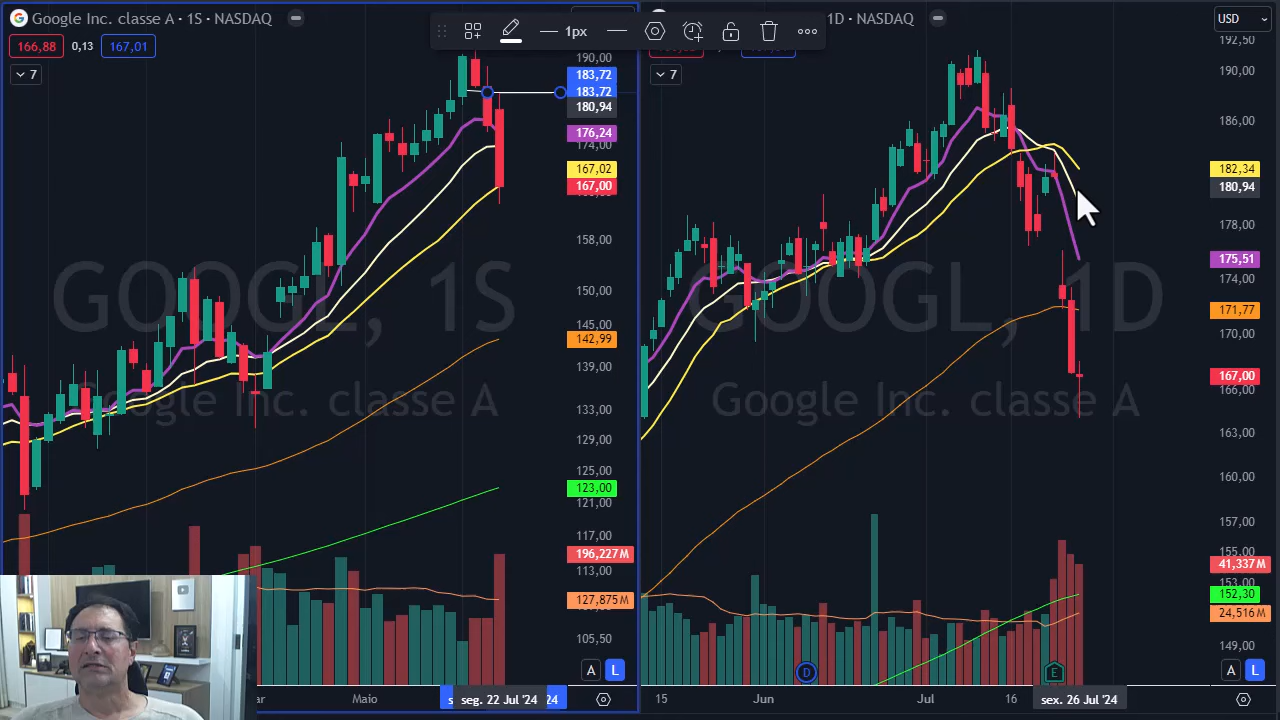 Google Inc. classe A · 1S · NASDAQ
166,88 0,13 167,01
7
1px
1D · NASDAQ
7
USD
190,00
183,72
183,72
180,94
176,24
174,00
167,02
167,00
158,00
150,00
145,00
142,99
139,00
133,00
129,00
125,00
123,00
121,00
117,00
196,227M
113,00
127,875M
105,50
A L
GOOGL, 1S
Google Inc. classe A
192,50
190,00
186,00
182,34
180,94
178,00
175,51
174,00
171,77
170,00
167,00
166,00
163,00
160,00
157,00
155,00
41,337M
153,00
152,30
24,516M
149,00
A L
GOOGL, 1D
Google Inc. classe A
D
E
Maio seg. 22 Jul '24 24
15 Jun Jul 16 sex. 26 Jul '24